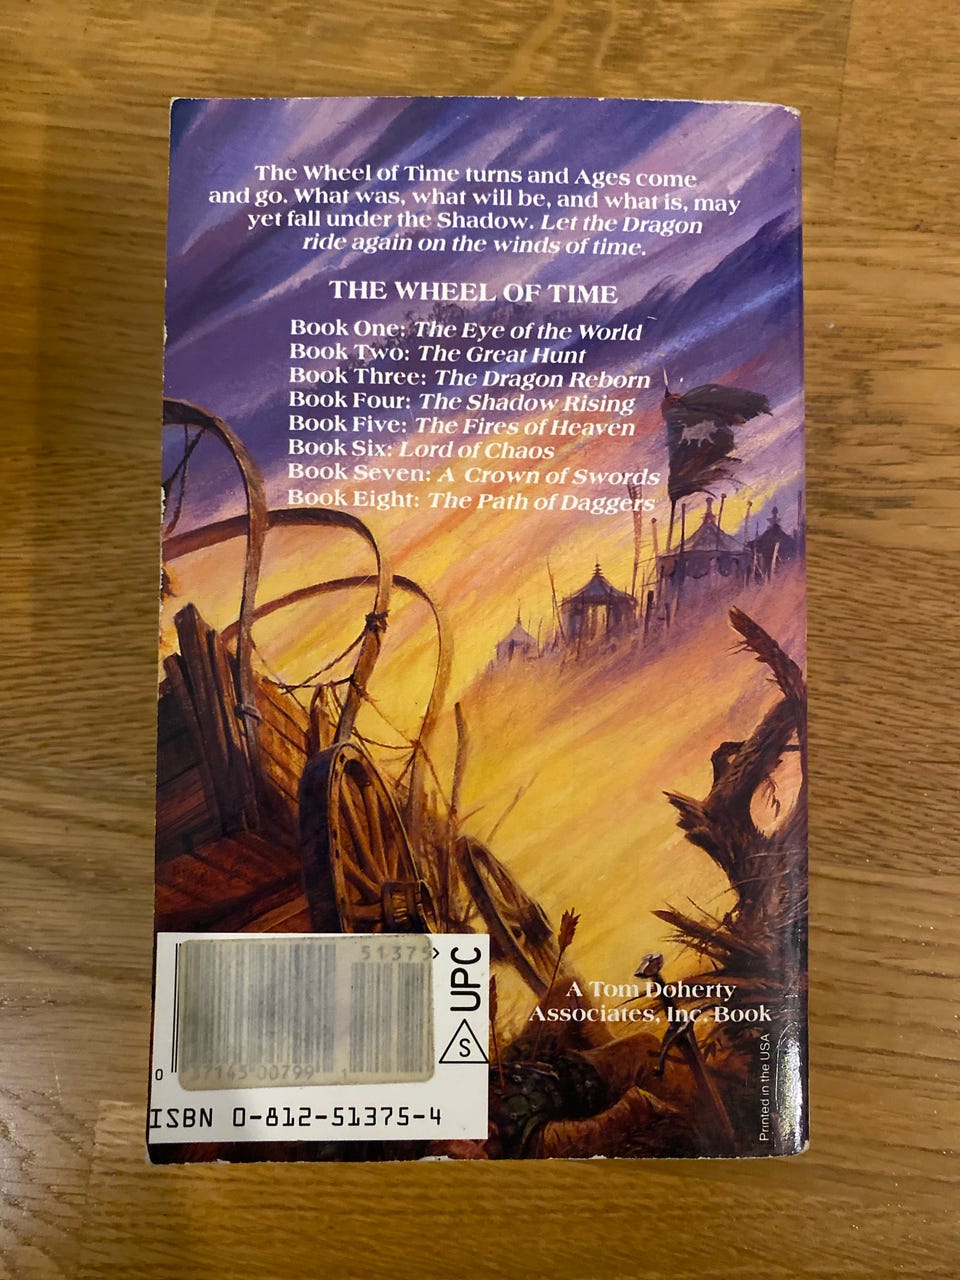 The Wheel of Time turns and Ages come
and go. What was, what will be, and what is, may
yet fall under the Shadow. Let the Dragon
ride again on the winds of time.
THE WHEEL OF TIME
Book One: The Eye of the World
Book Two: The Great Hunt
Book Three: The Dragon Reborn
Book Four: The Shadow Rising
Book Five: The Fires of Heaven
Book Six: Lord of Chaos
Book Seven: A Crown of Swords
Book Eight: The Path of Daggers
51375>
UPC
S
0 37145 00799 1
ISBN 0-812-51375-4
A Tom Doherty
Associates, Inc. Book
Printed in the USA